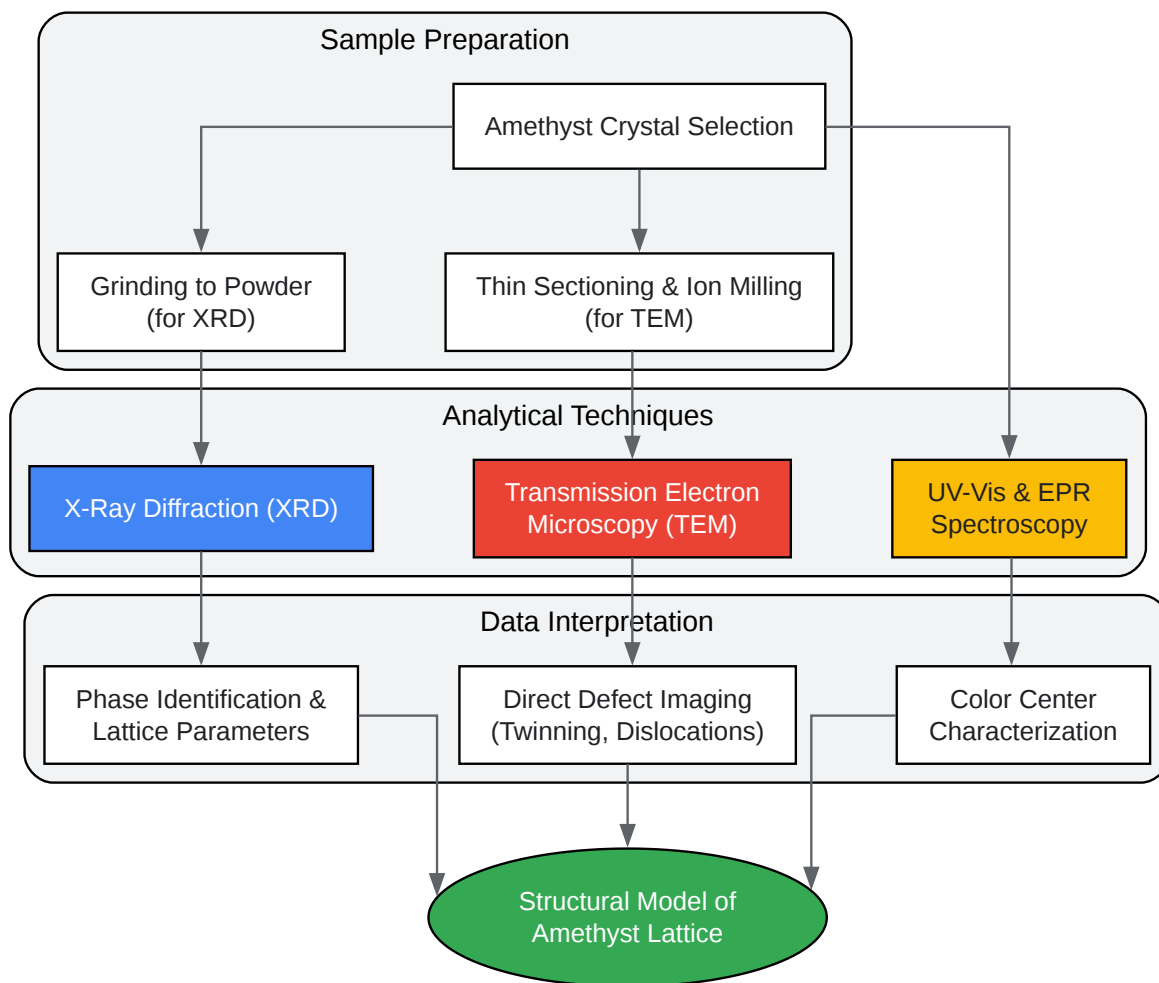 Sample Preparation
Amethyst Crystal Selection
Grinding to Powder
(for XRD)
Thin Sectioning & Ion Milling
(for TEM)
Analytical Techniques
X-Ray Diffraction (XRD)
Transmission Electron
Microscopy (TEM)
UV-Vis & EPR
Spectroscopy
Data Interpretation
Phase Identification &
Lattice Parameters
Direct Defect Imaging
(Twinning, Dislocations)
Color Center
Characterization
Structural Model of
Amethyst Lattice